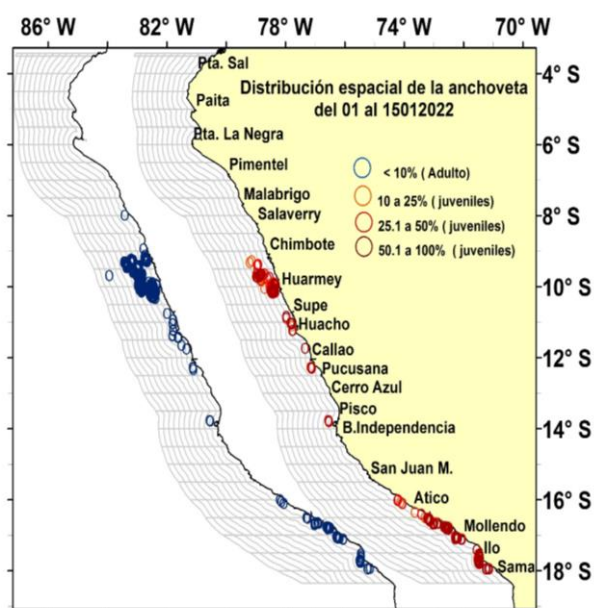 86° W 82° W 78° W 74° W 70° W
Pta. Sal
4° S
Distribución espacial de la anchoveta
del 01 al 15012022
Paita
Pta. La Negra
6° S
Pimentel
< 10% ( Adulto)
Malabrigo
10 a 25% ( juveniles)
Salaverry
8° S
25.1 a 50% ( juveniles)
Chimbote
50.1 a 100% ( juveniles)
Huarmey
10° S
Supe
Huacho
Callao
12° S
Pucusana
Cerro Azul
Pisco
B.Independencia
14° S
San Juan M.
Atico
16° S
Mollendo
Ilo
Sama
18° S